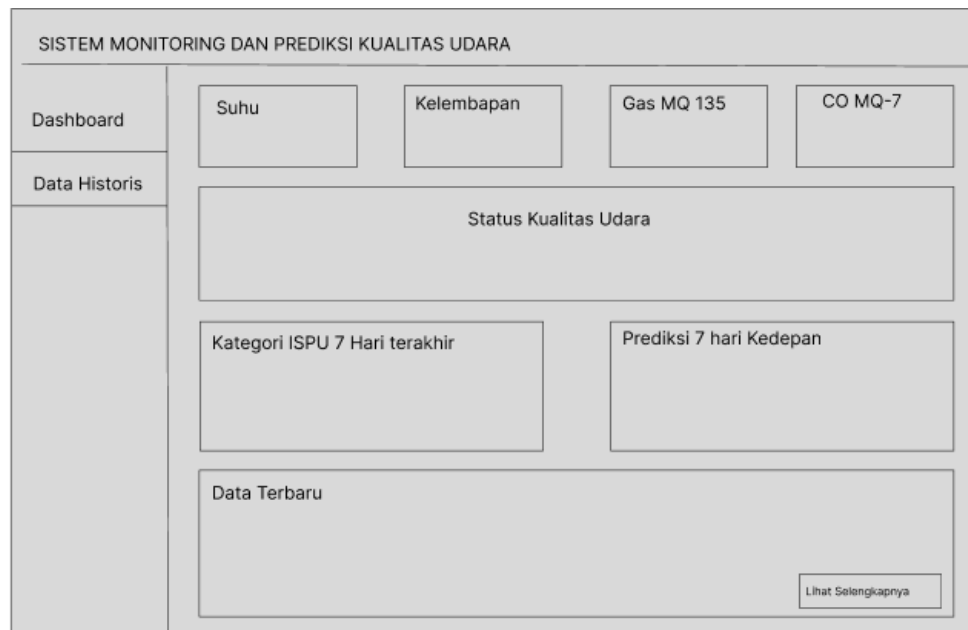 SISTEM MONITORING DAN PREDIKSI KUALITAS UDARA
Dashboard
Data Historis
Suhu
Kelembapan
Gas MQ 135
CO MQ-7
Status Kualitas Udara
Kategori ISPU 7 Hari terakhir
Prediksi 7 hari Kedepan
Data Terbaru
Lihat Selengkapnya